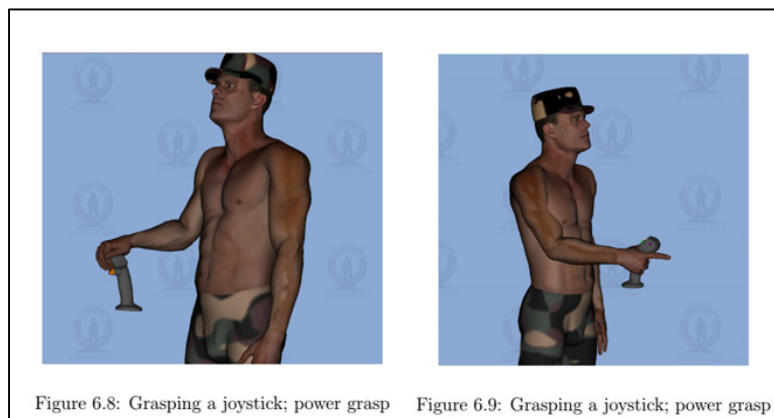 Figure 6.8: Grasping a joystick; power grasp
Figure 6.9: Grasping a joystick; power grasp